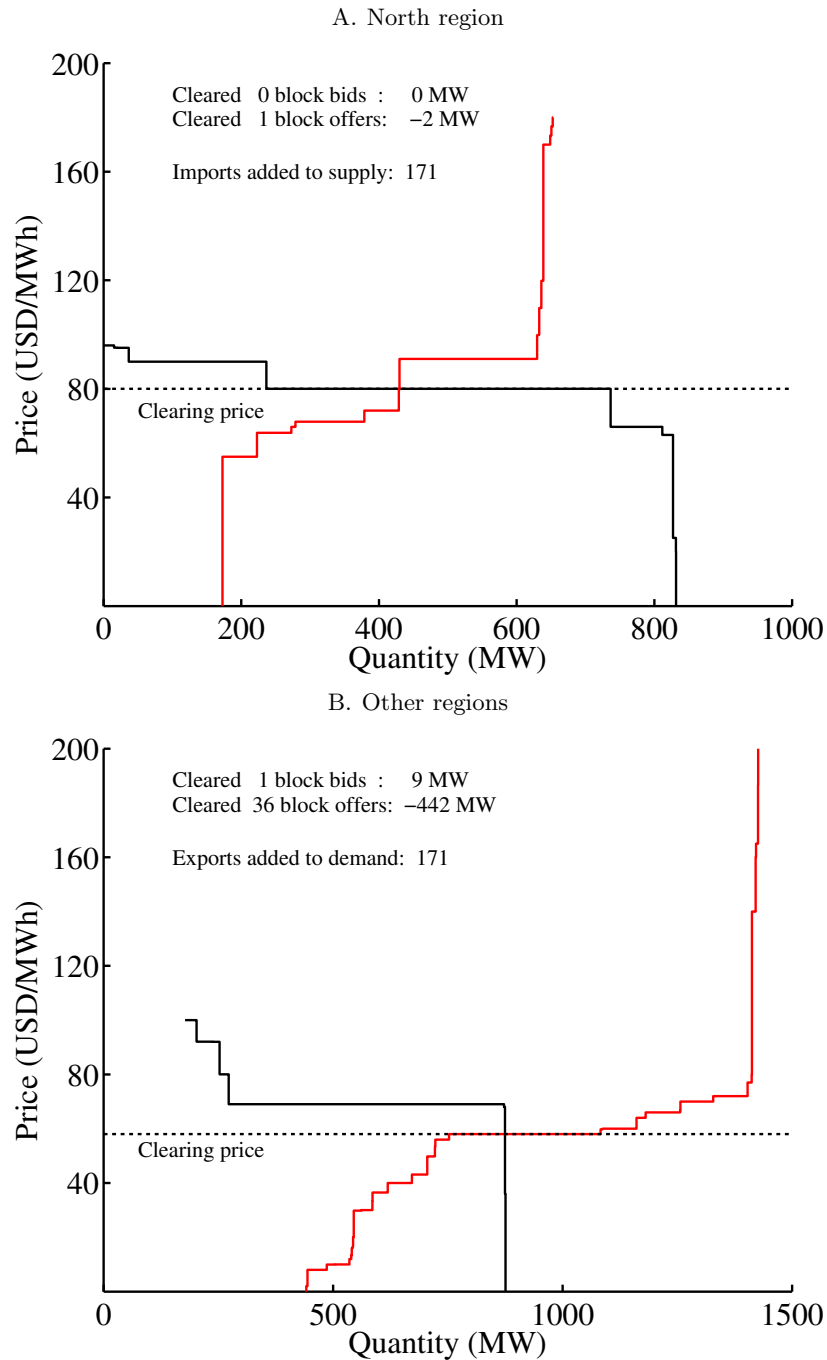 A. North region
200
Cleared 0 block bids : 0 MW
Cleared 1 block offers: −2 MW
160
Imports added to supply: 171
Price (USD/MWh)
120
80
Clearing price
40
0 200 400 600 800 1000
Quantity (MW)
B. Other regions
200
Cleared 1 block bids : 9 MW
Cleared 36 block offers: −442 MW
160
Exports added to demand: 171
Price (USD/MWh)
120
80
Clearing price
40
0 500 1000 1500
Quantity (MW)